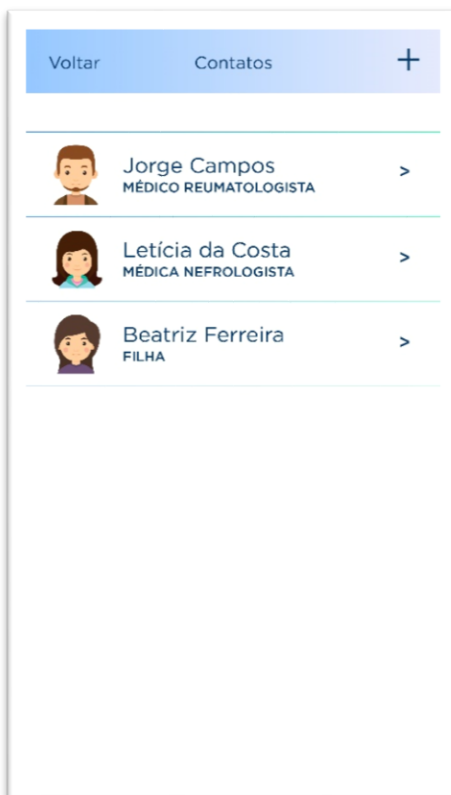 Voltar Contatos +
Jorge Campos >
MÉDICO REUMATOLOGISTA
Letícia da Costa >
MÉDICA NEFROLOGISTA
Beatriz Ferreira >
FILHA